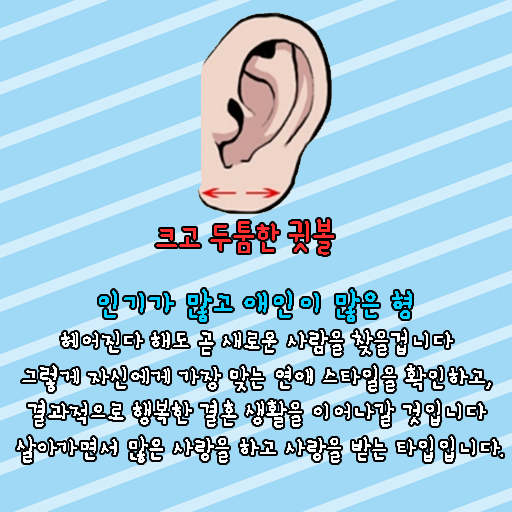 크고 두툼한 귓볼
인기가 많고 애인이 많은 형
헤어진다 해도 곧 새로운 사람을 찾을겁니다
그렇게 자신에게 가장 맞는 연애 스타일을 확인하고,
결과적으로 행복한 결혼 생활을 이어나갈 것입니다
살아가면서 많은 사랑을 하고 사랑을 받는 타입입니다.